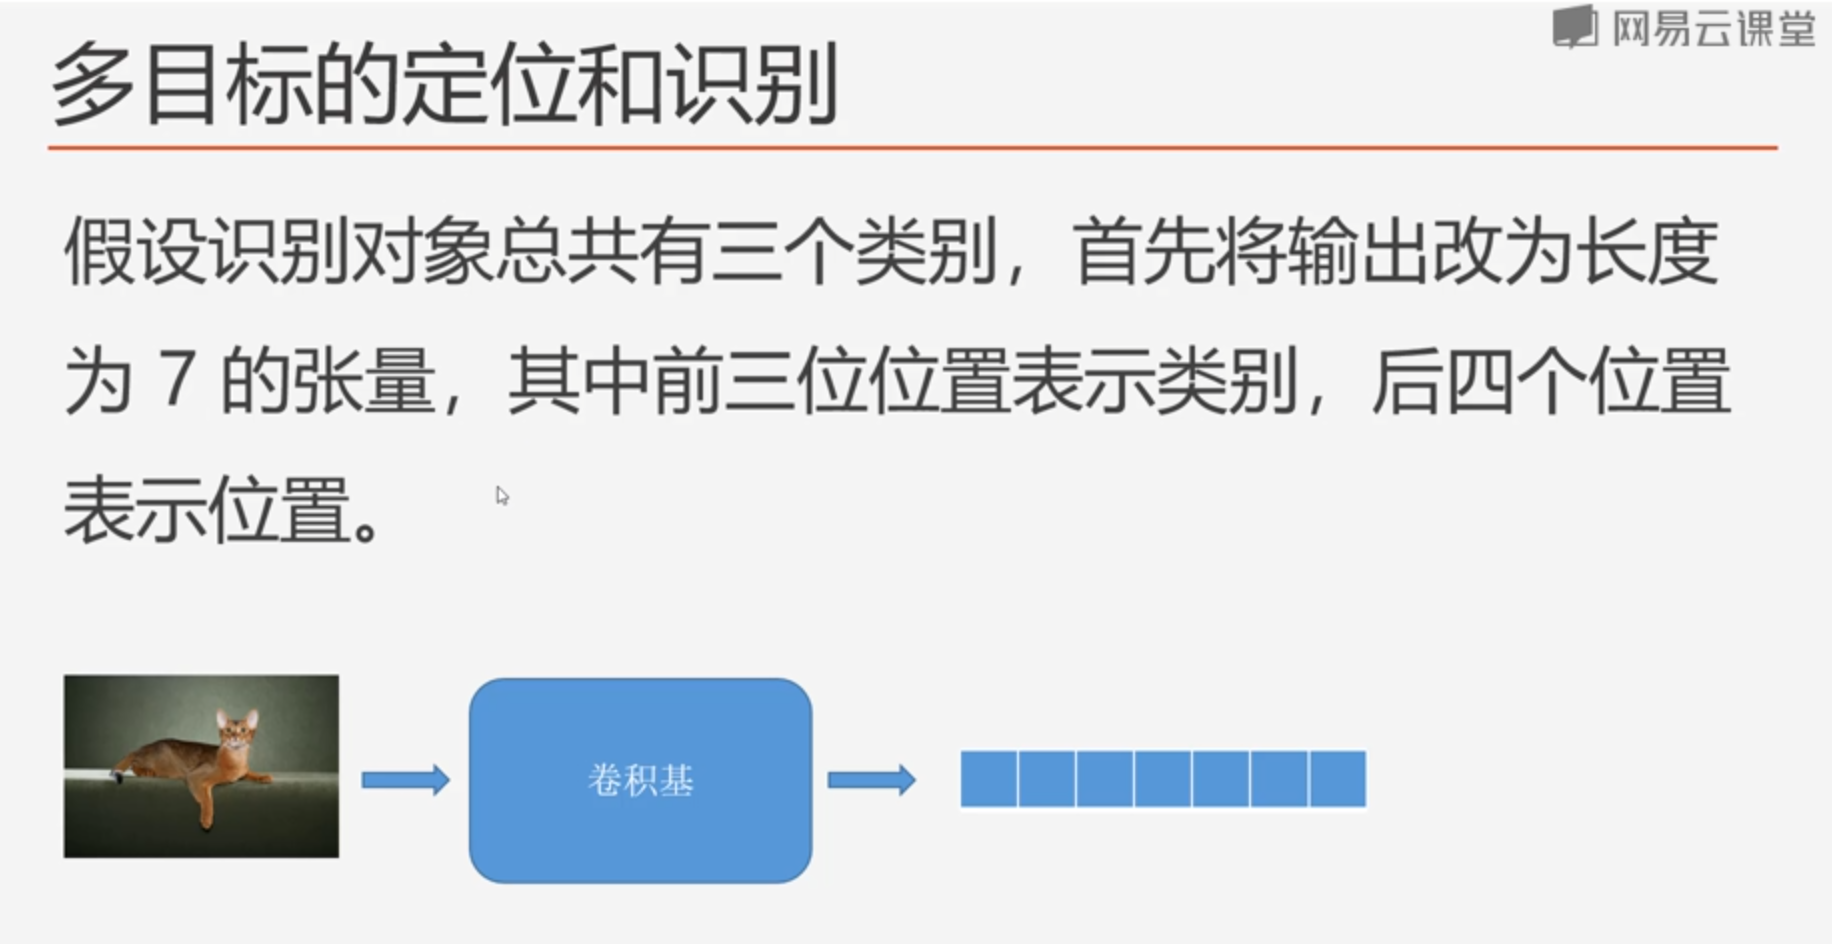 网易云课堂
多目标的定位和识别
假设识别对象总共有三个类别，首先将输出改为长度
为 7 的张量，其中前三位位置表示类别，后四个位置
表示位置。
卷积基